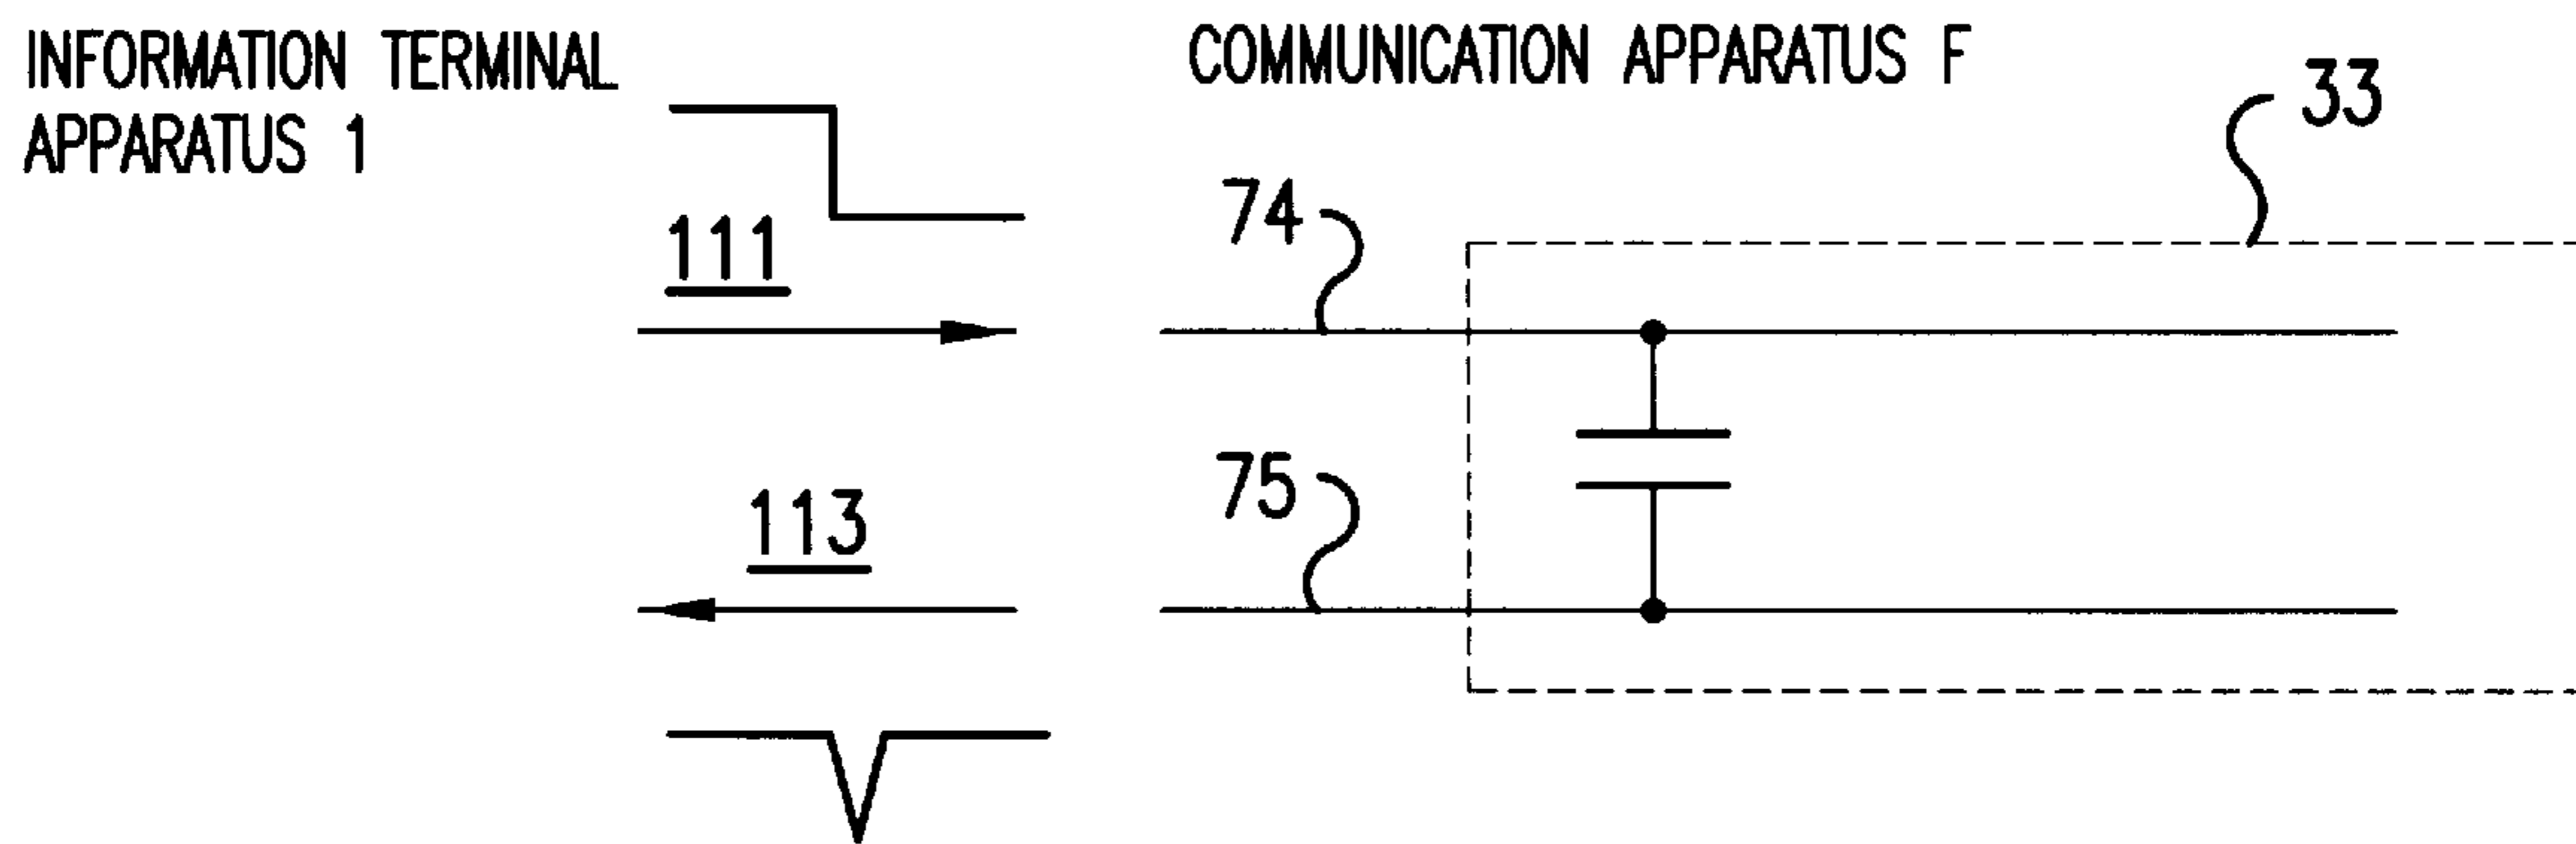 INFORMATION TERMINAL
APPARATUS 1
COMMUNICATION APPARATUS F
33
111
74
113
75